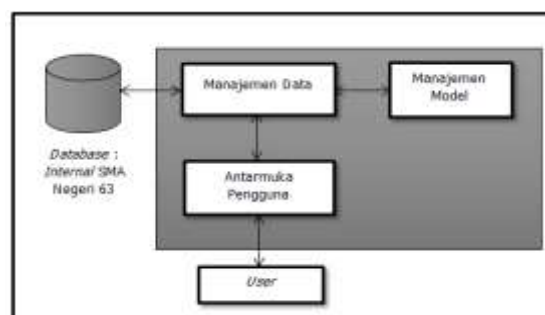 Manajemen Data
Manajemen
Model
Database :
Internal SMA
Negeri 63
Antarmuka
Pengguna
User